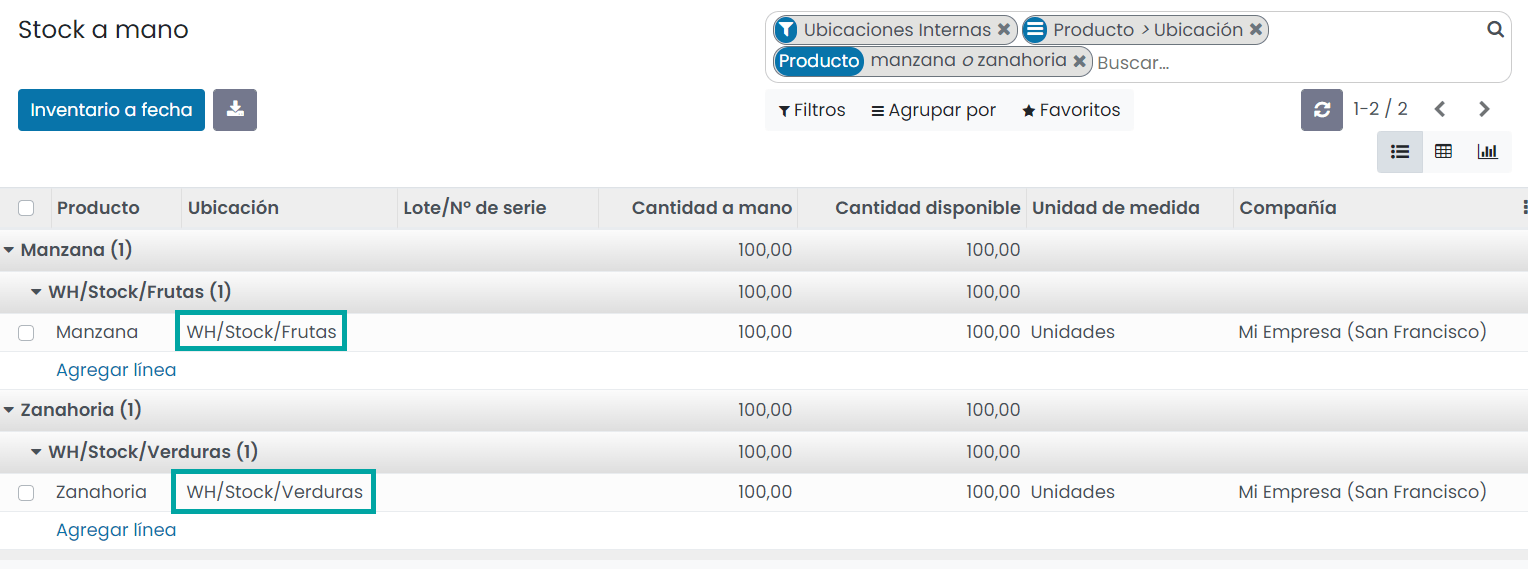 Stock a mano
Ubicaciones Internas Producto > Ubicación
Producto manzana o zanahoria Buscar...
Inventario a fecha
Filtros Agrupar por Favoritos 1-2 / 2
Producto Ubicación Lote/Nº de serie Cantidad a mano Cantidad disponible Unidad de medida Compañía
Manzana (1) 100,00 100,00
WH/Stock/Frutas (1) 100,00 100,00
Manzana WH/Stock/Frutas 100,00 100,00 Unidades Mi Empresa (San Francisco)
Agregar línea
Zanahoria (1) 100,00 100,00
WH/Stock/Verduras (1) 100,00 100,00
Zanahoria WH/Stock/Verduras 100,00 100,00 Unidades Mi Empresa (San Francisco)
Agregar línea